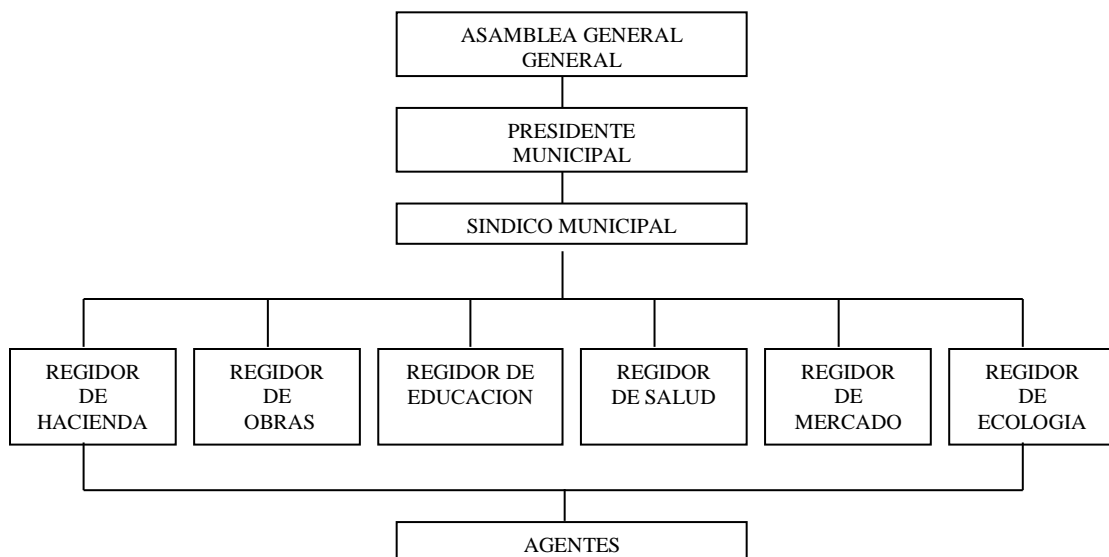 ASAMBLEA GENERAL
GENERAL
PRESIDENTE
MUNICIPAL
SINDICO MUNICIPAL
REGIDOR
DE
HACIENDA
REGIDOR
DE
OBRAS
REGIDOR DE
EDUCACION
REGIDOR
DE SALUD
REGIDOR
DE
MERCADO
REGIDOR
DE
ECOLOGIA
AGENTES